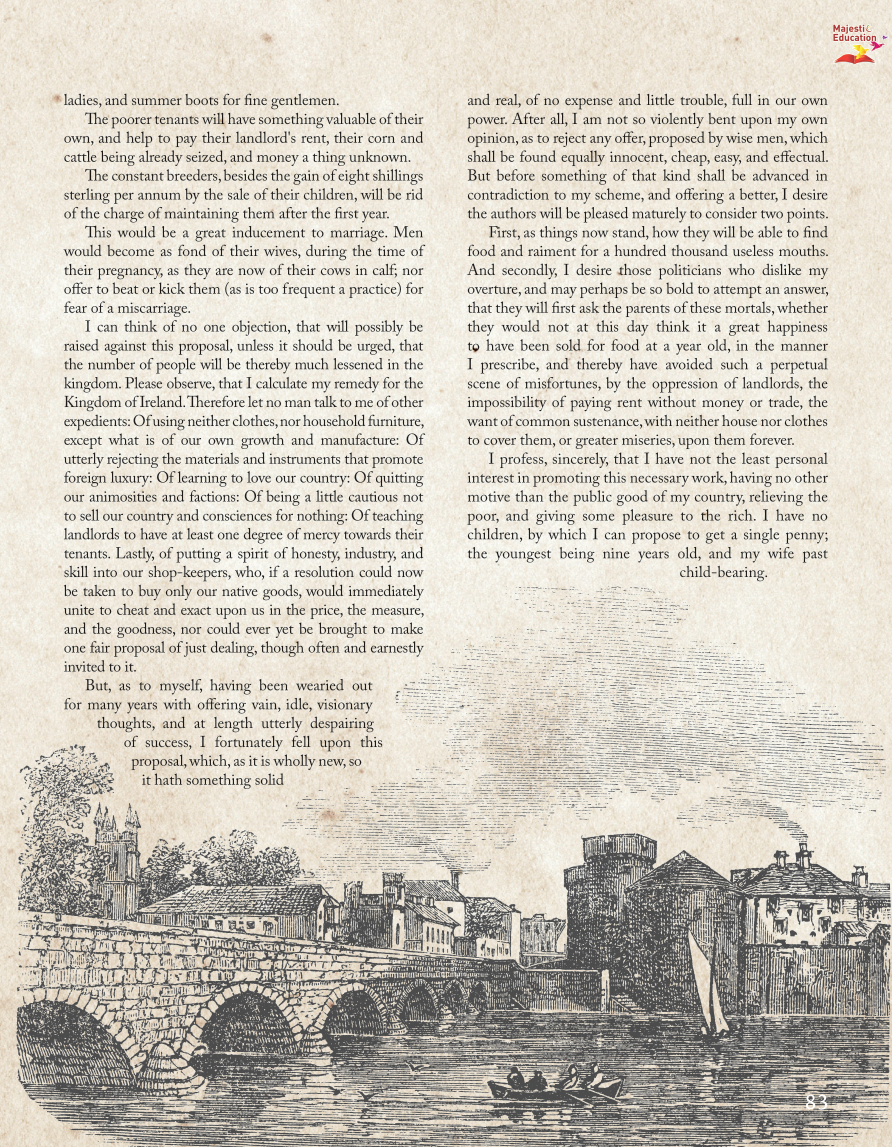 Majestic
Education
ladies, and summer boots for fine gentlemen.
The poorer tenants will have something valuable of their
own, and help to pay their landlord's rent, their corn and
cattle being already seized, and money a thing unknown.
The constant breeders, besides the gain of eight shillings
sterling per annum by the sale of their children, will be rid
of the charge of maintaining them after the first year.
This would be a great inducement to marriage. Men
would become as fond of their wives, during the time of
their pregnancy, as they are now of their cows in calf; nor
offer to beat or kick them (as is too frequent a practice) for
fear of a miscarriage.
I can think of no one objection, that will possibly be
raised against this proposal, unless it should be urged, that
the number of people will be thereby much lessened in the
kingdom. Please observe, that I calculate my remedy for the
Kingdom of Ireland. Therefore let no man talk to me of other
expedients: Of using neither clothes, nor household furniture,
except what is of our own growth and manufacture: Of
utterly rejecting the materials and instruments that promote
foreign luxury: Of learning to love our country: Of quitting
our animosities and factions: Of being a little cautious not
to sell our country and consciences for nothing: Of teaching
landlords to have at least one degree of mercy towards their
tenants. Lastly, of putting a spirit of honesty, industry, and
skill into our shop-keepers, who, if a resolution could now
be taken to buy only our native goods, would immediately
unite to cheat and exact upon us in the price, the measure,
and the goodness, nor could ever yet be brought to make
one fair proposal of just dealing, though often and earnestly
invited to it.
But, as to myself, having been wearied out
for many years with offering vain, idle, visionary
thoughts, and at length utterly despairing
of success, I fortunately fell upon this
proposal, which, as it is wholly new, so
it hath something solid
and real, of no expense and little trouble, full in our own
power. After all, I am not so violently bent upon my own
opinion, as to reject any offer, proposed by wise men, which
shall be found equally innocent, cheap, easy, and effectual.
But before something of that kind shall be advanced in
contradiction to my scheme, and offering a better, I desire
the authors will be pleased maturely to consider two points.
First, as things now stand, how they will be able to find
food and raiment for a hundred thousand useless mouths.
And secondly, I desire those politicians who dislike my
overture, and may perhaps be so bold to attempt an answer,
that they will first ask the parents of these mortals, whether
they would not at this day think it a great happiness
to have been sold for food at a year old, in the manner
I prescribe, and thereby have avoided such a perpetual
scene of misfortunes, by the oppression of landlords, the
impossibility of paying rent without money or trade, the
want of common sustenance, with neither house nor clothes
to cover them, or greater miseries, upon them forever.
I profess, sincerely, that I have not the least personal
interest in promoting this necessary work, having no other
motive than the public good of my country, relieving the
poor, and giving some pleasure to the rich. I have no
children, by which I can propose to get a single penny;
the youngest being nine years old, and my wife past
child-bearing.
83